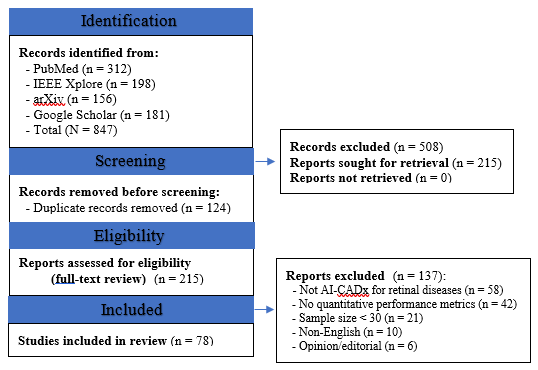 Identification
Records identified from:
- PubMed (n = 312)
- IEEE Xplore (n = 198)
- arXiv (n = 156)
- Google Scholar (n = 181)
- Total (N = 847)
Records excluded (n = 508)
Reports sought for retrieval (n = 215)
Reports not retrieved (n = 0)
Screening
Records removed before screening:
- Duplicate records removed (n = 124)
Eligibility
Reports assessed for eligibility
(full-text review) (n = 215)
Reports excluded (n = 137):
- Not AI-CADx for retinal diseases (n = 58)
- No quantitative performance metrics (n = 42)
- Sample size < 30 (n = 21)
- Non-English (n = 10)
- Opinion/editorial (n = 6)
Included
Studies included in review (n = 78)